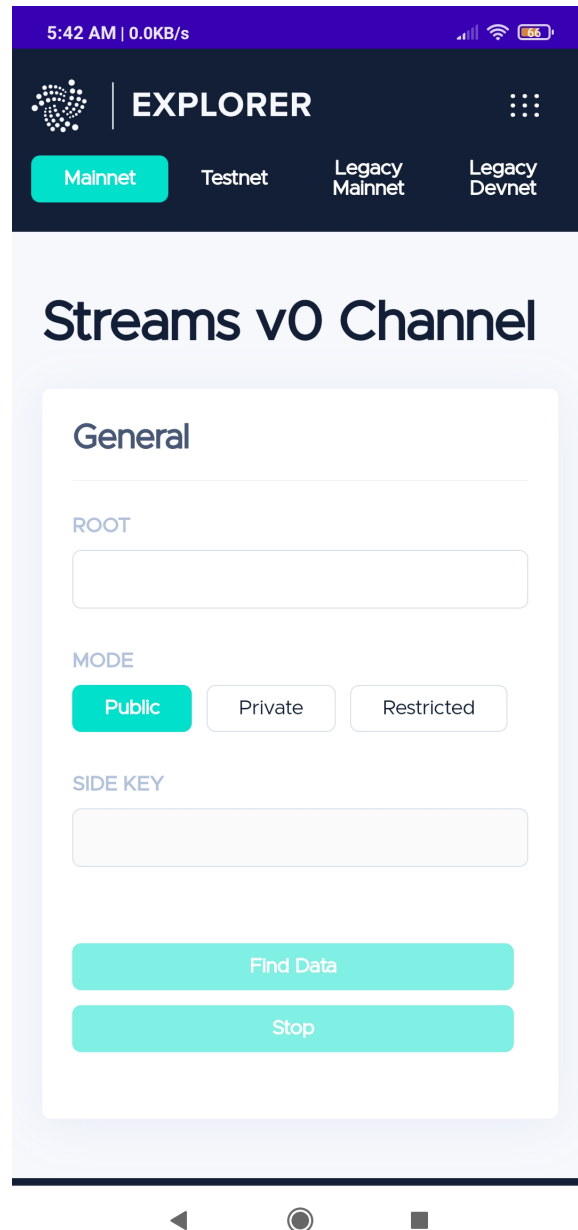 5:42 AM | 0.0KB/s
66
EXPLORER
Mainnet
Testnet
Legacy
Mainnet
Legacy
Devnet
Streams v0 Channel
General
ROOT
MODE
Public
Private
Restricted
SIDE KEY
Find Data
Stop